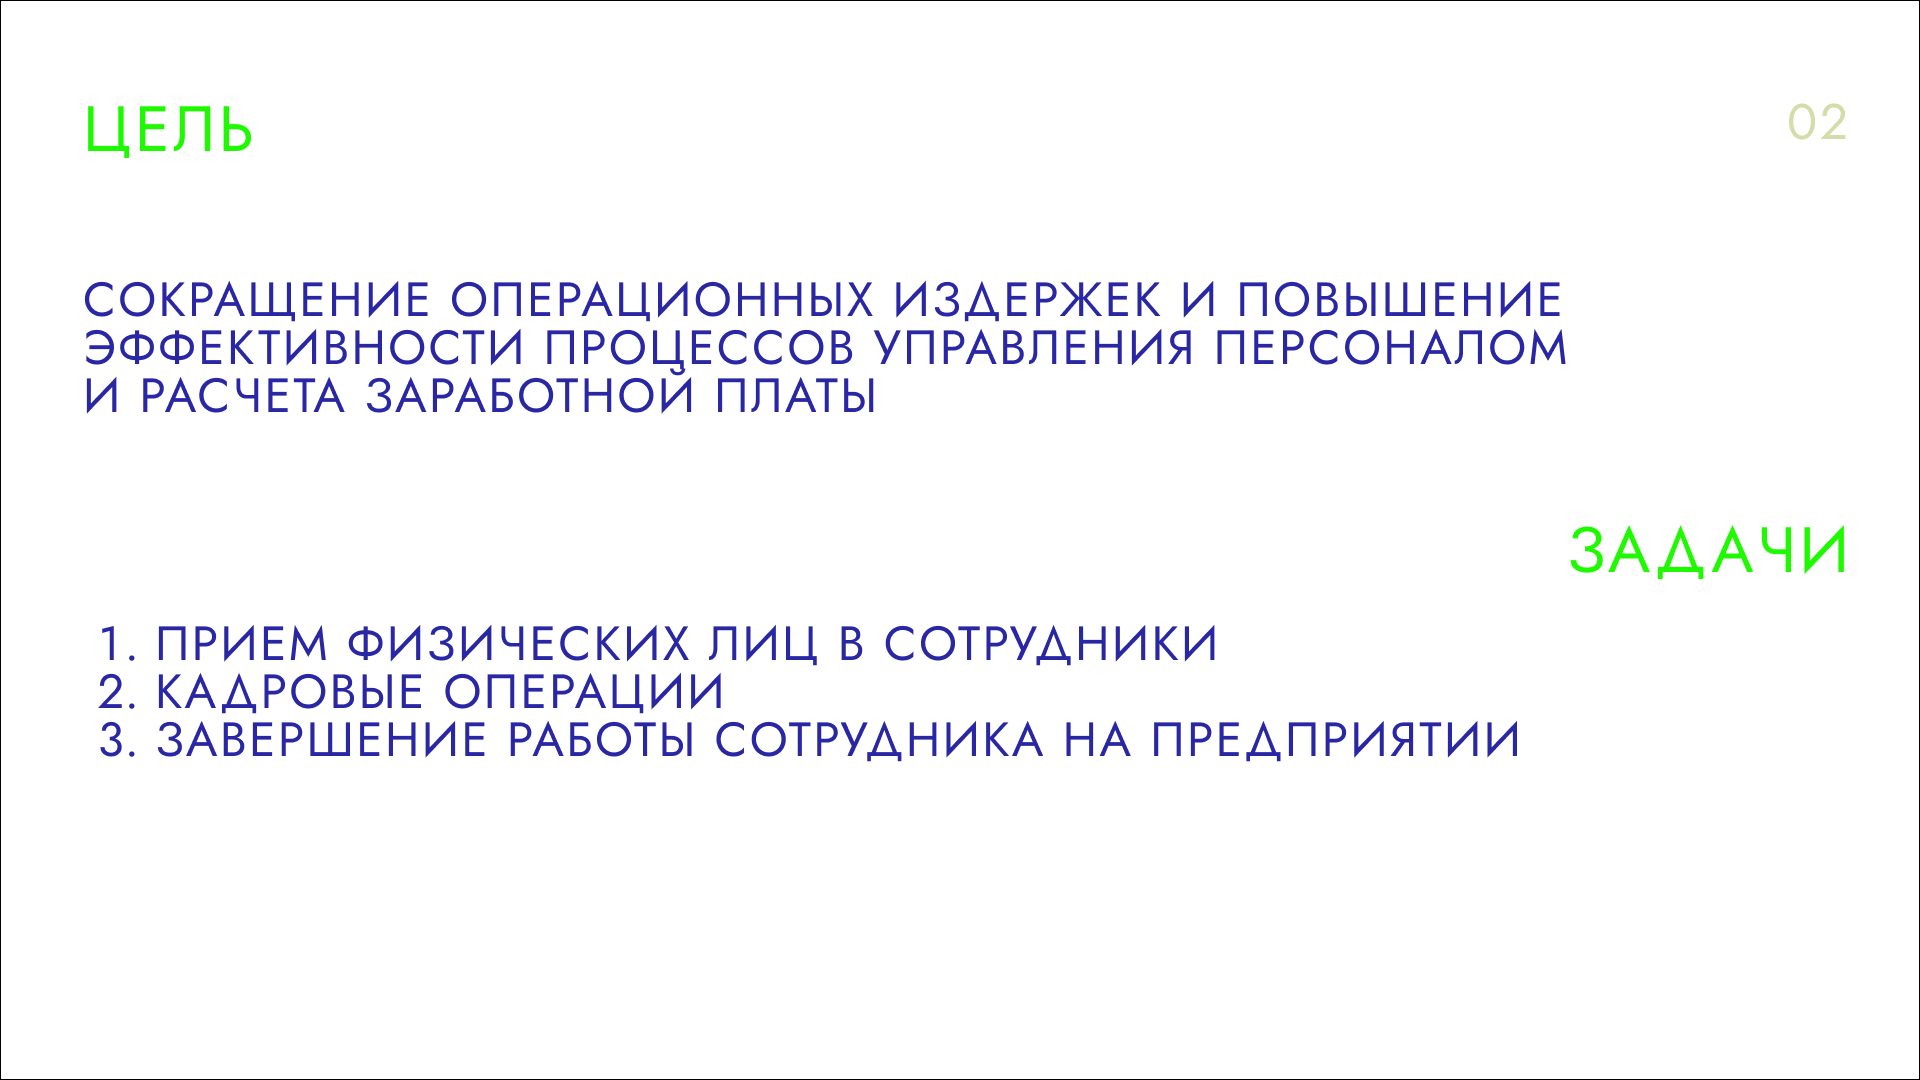 ЦЕЛЬ
02
СОКРАЩЕНИЕ ОПЕРАЦИОННЫХ ИЗДЕРЖЕК И ПОВЫШЕНИЕ
ЭФФЕКТИВНОСТИ ПРОЦЕССОВ УПРАВЛЕНИЯ ПЕРСОНАЛОМ
И РАСЧЕТА ЗАРАБОТНОЙ ПЛАТЫ
ЗАДАЧИ
1. ПРИЕМ ФИЗИЧЕСКИХ ЛИЦ В СОТРУДНИКИ
2. КАДРОВЫЕ ОПЕРАЦИИ
3. ЗАВЕРШЕНИЕ РАБОТЫ СОТРУДНИКА НА ПРЕДПРИЯТИИ